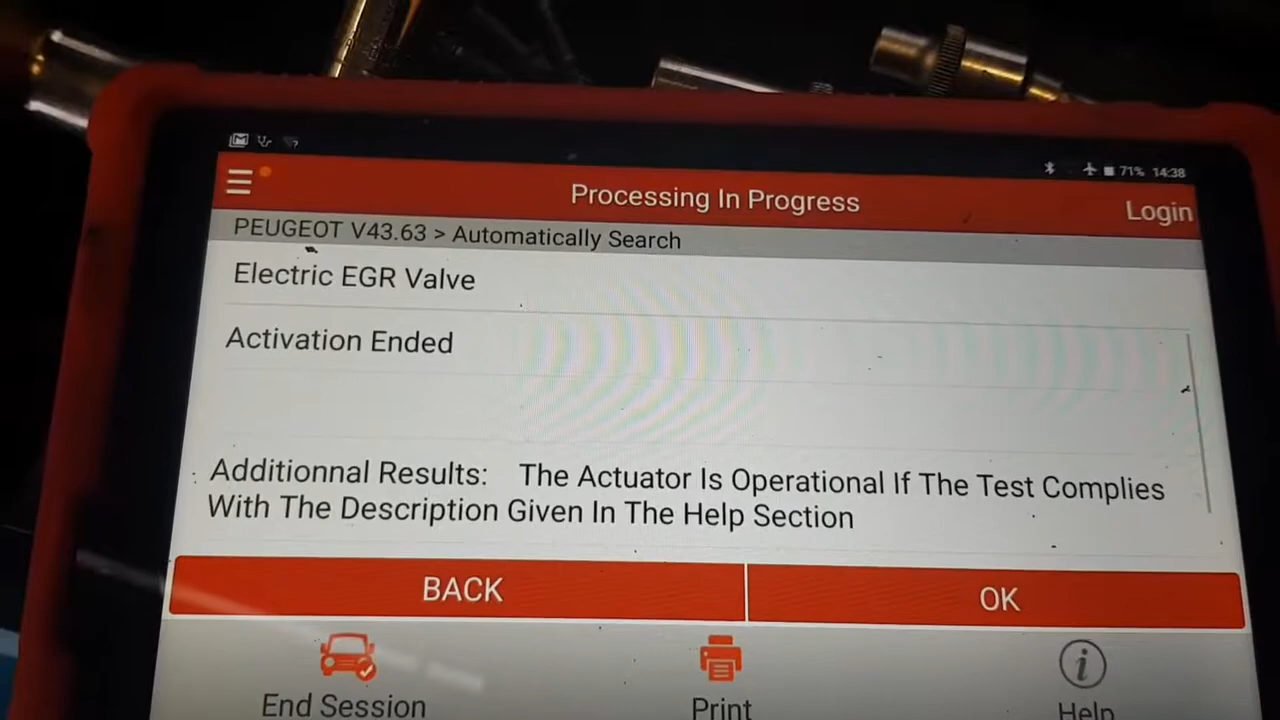 71% 14:38
Processing In Progress
Login
PEUGEOT V43.63 > Automatically Search
Electric EGR Valve
Activation Ended
Additionnal Results: The Actuator Is Operational If The Test Complies
With The Description Given In The Help Section
BACK
OK
End Session
Print
Help